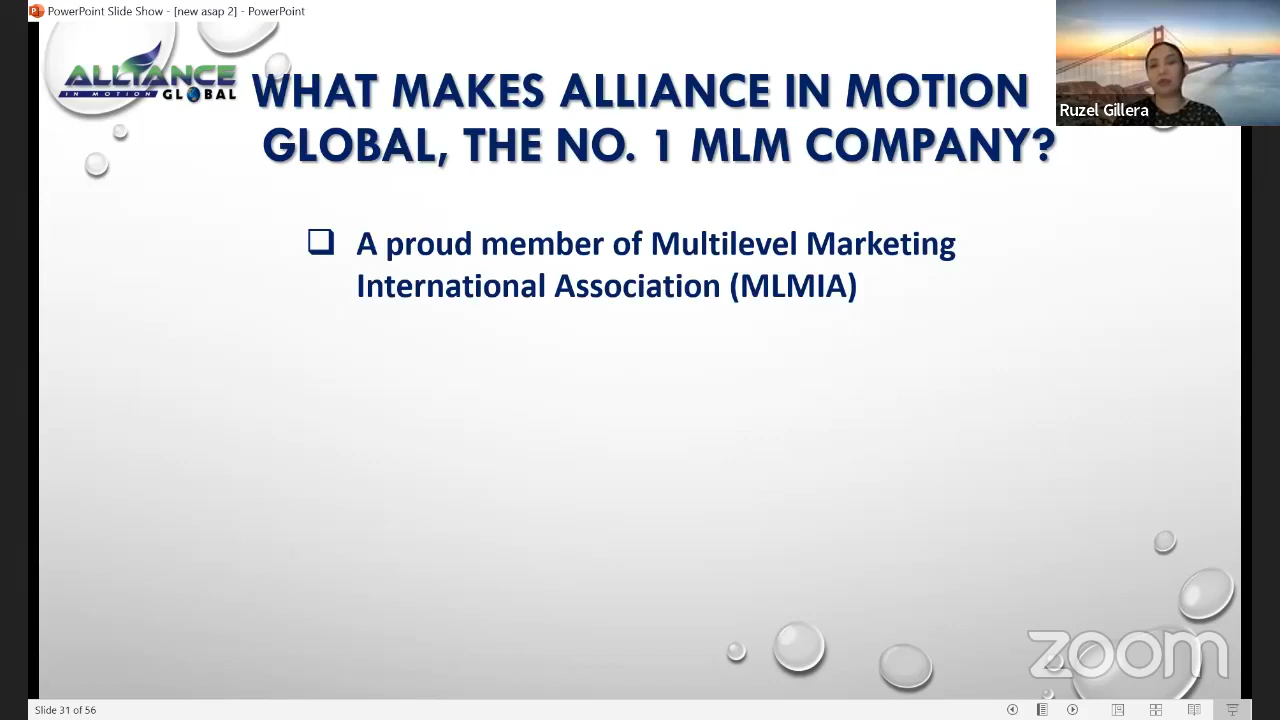 PowerPoint Slide Show - [new asap 2] - PowerPoint
ALLIANCE
IN MOTION GLOBAL
WHAT MAKES ALLIANCE IN MOTION
GLOBAL, THE NO. 1 MLM COMPANY?
Ruzel Gillera
A proud member of Multilevel Marketing
International Association (MLMIA)
zoom
Slide 31 of 56